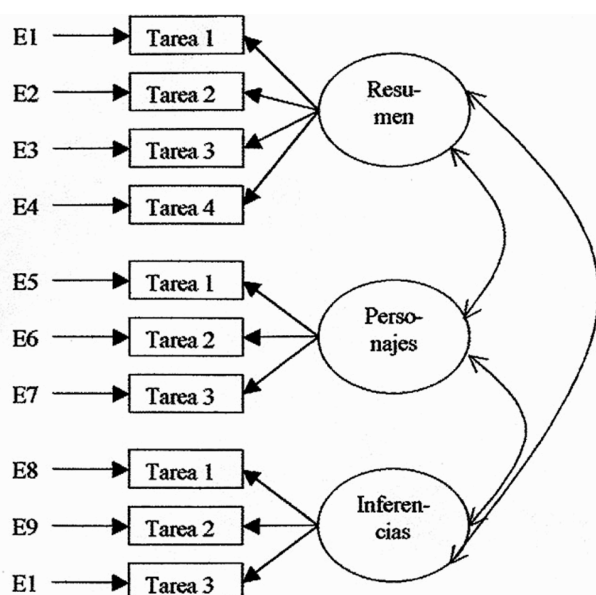 E1 Tarea 1
E2 Tarea 2
E3 Tarea 3
E4 Tarea 4
Resu-
men
E5 Tarea 1
E6 Tarea 2
E7 Tarea 3
Perso-
najes
E8 Tarea 1
E9 Tarea 2
E1 Tarea 3
Inferen-
cias